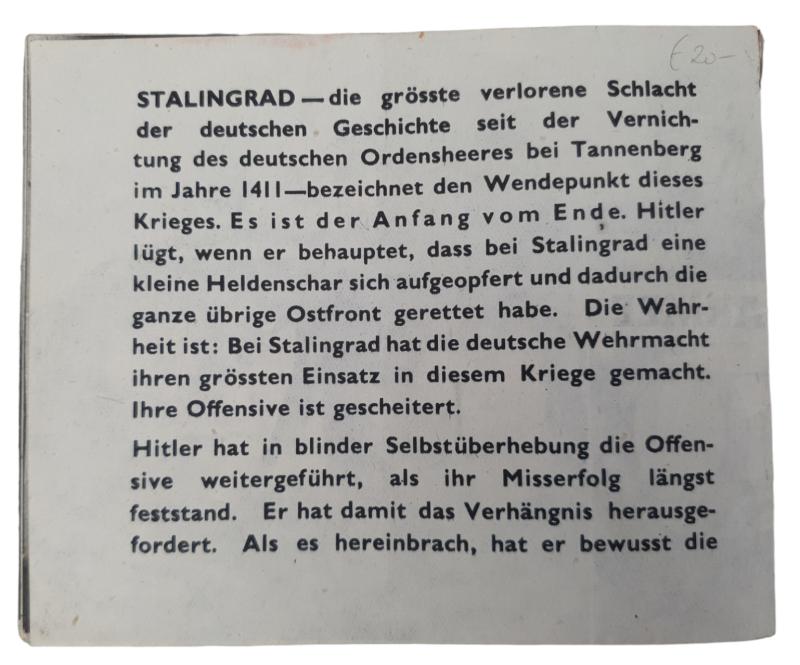 £20-
STALINGRAD — die grösste verlorene Schlacht
der deutschen Geschichte seit der Vernich-
tung des deutschen Ordensheeres bei Tannenberg
im Jahre 1411—bezeichnet den Wendepunkt dieses
Krieges. Es ist der Anfang vom Ende. Hitler
lügt, wenn er behauptet, dass bei Stalingrad eine
kleine Heldenschar sich aufgeopfert und dadurch die
ganze übrige Ostfront gerettet habe. Die Wahr-
heit ist: Bei Stalingrad hat die deutsche Wehrmacht
ihren grössten Einsatz in diesem Kriege gemacht.
Ihre Offensive ist gescheitert.
Hitler hat in blinder Selbstüberhebung die Offen-
sive weitergeführt, als ihr Misserfolg längst
feststand. Er hat damit das Verhängnis herausge-
fordert. Als es hereinbrach, hat er bewusst die